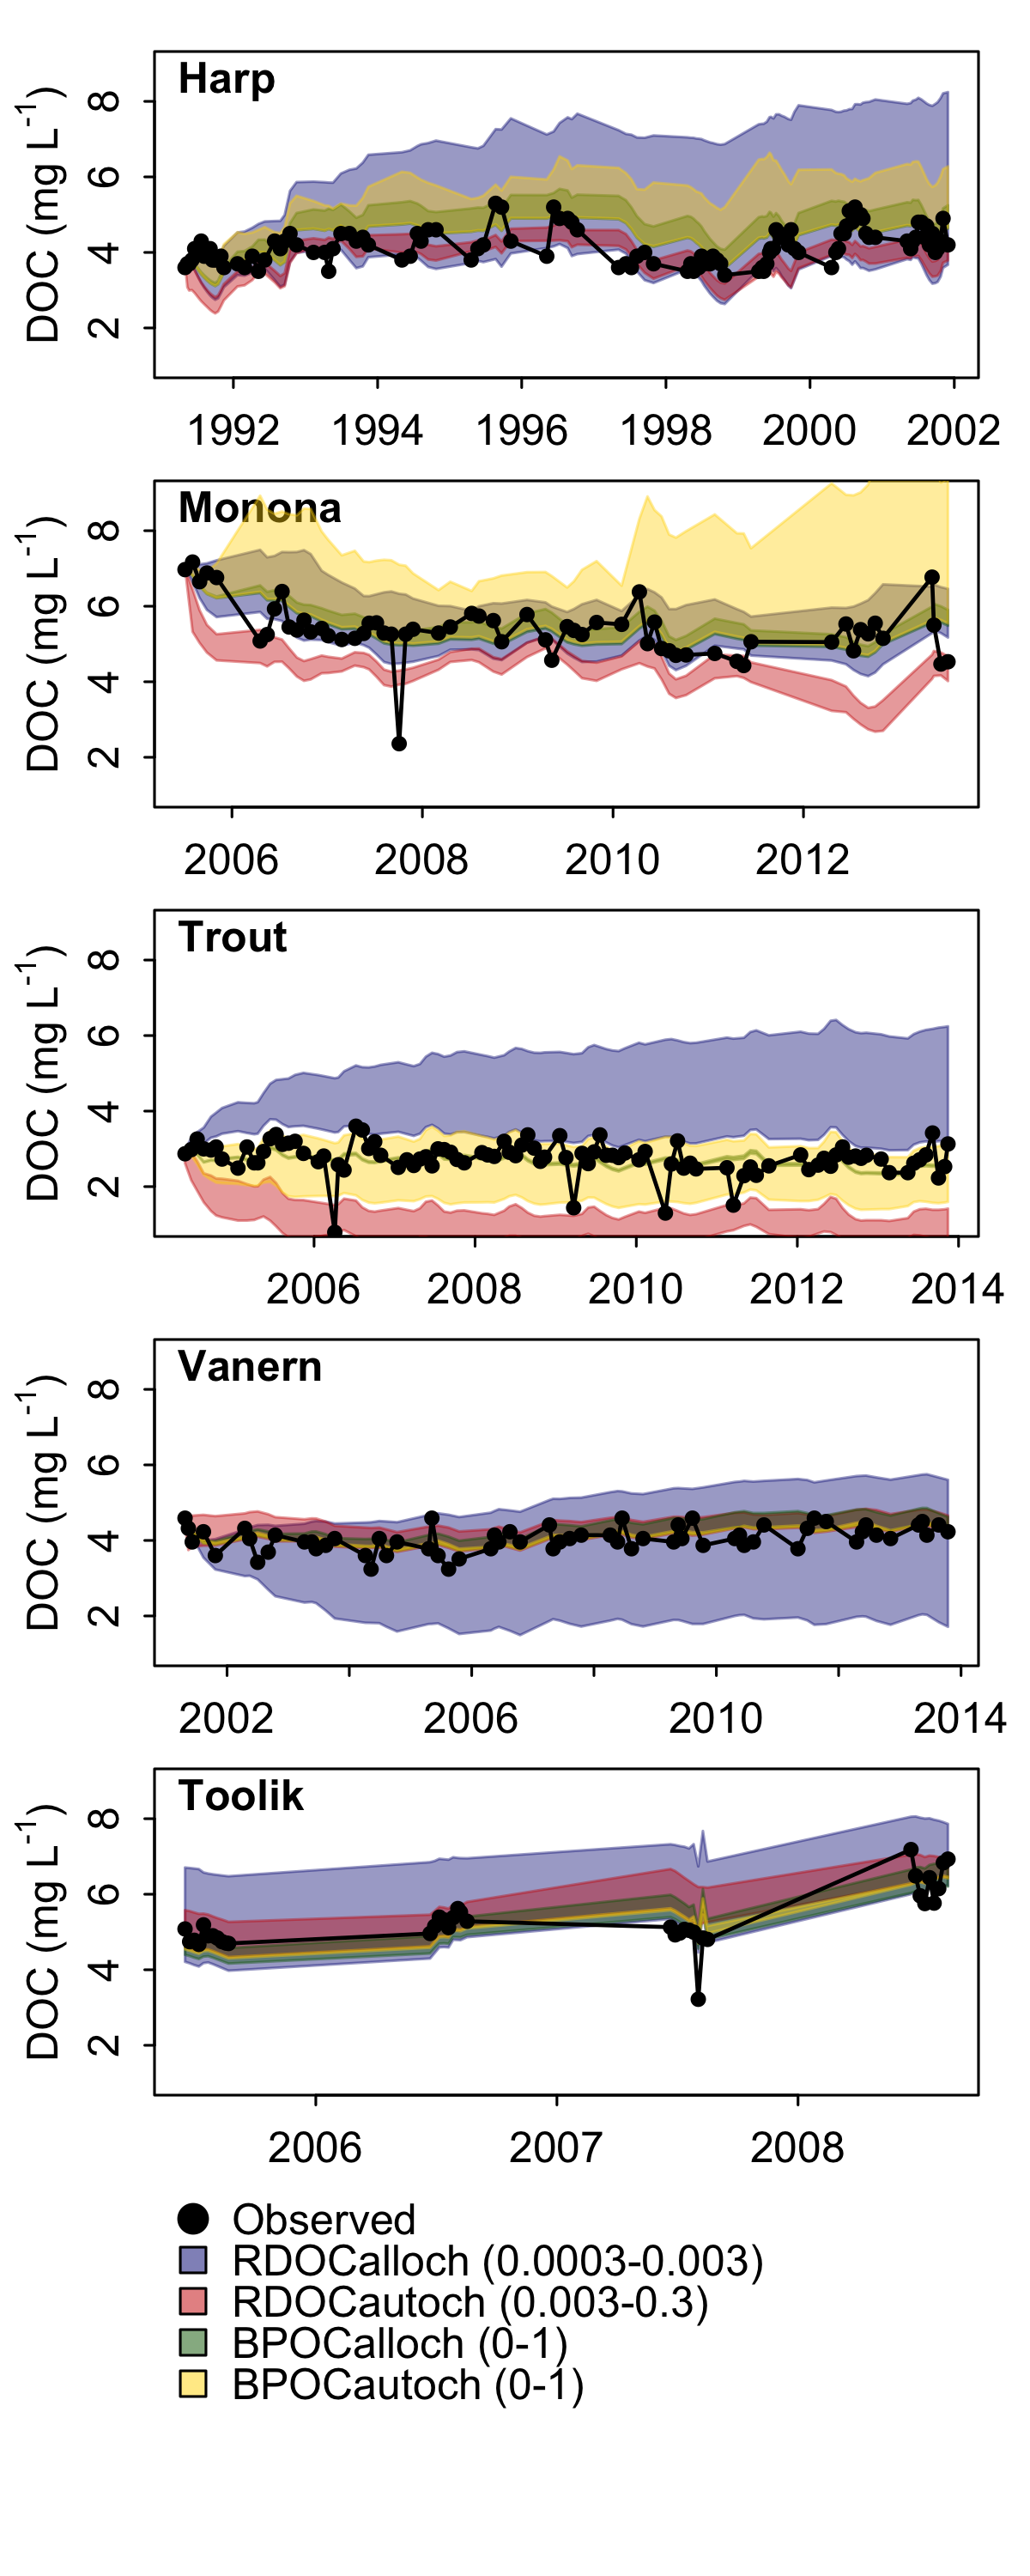 Harp
DOC (mg L-1)
8
6
4
2
1992 1994 1996 1998 2000 2002
Monona
DOC (mg L-1)
8
6
4
2
2006 2008 2010 2012
Trout
DOC (mg L-1)
8
6
4
2
2006 2008 2010 2012 2014
Vanern
DOC (mg L-1)
8
6
4
2
2002 2006 2010 2014
Toolik
DOC (mg L-1)
8
6
4
2
2006 2007 2008
Observed
RDOCalloch (0.0003-0.003)
RDOCautoch (0.003-0.3)
BPOCalloch (0-1)
BPOCautoch (0-1)